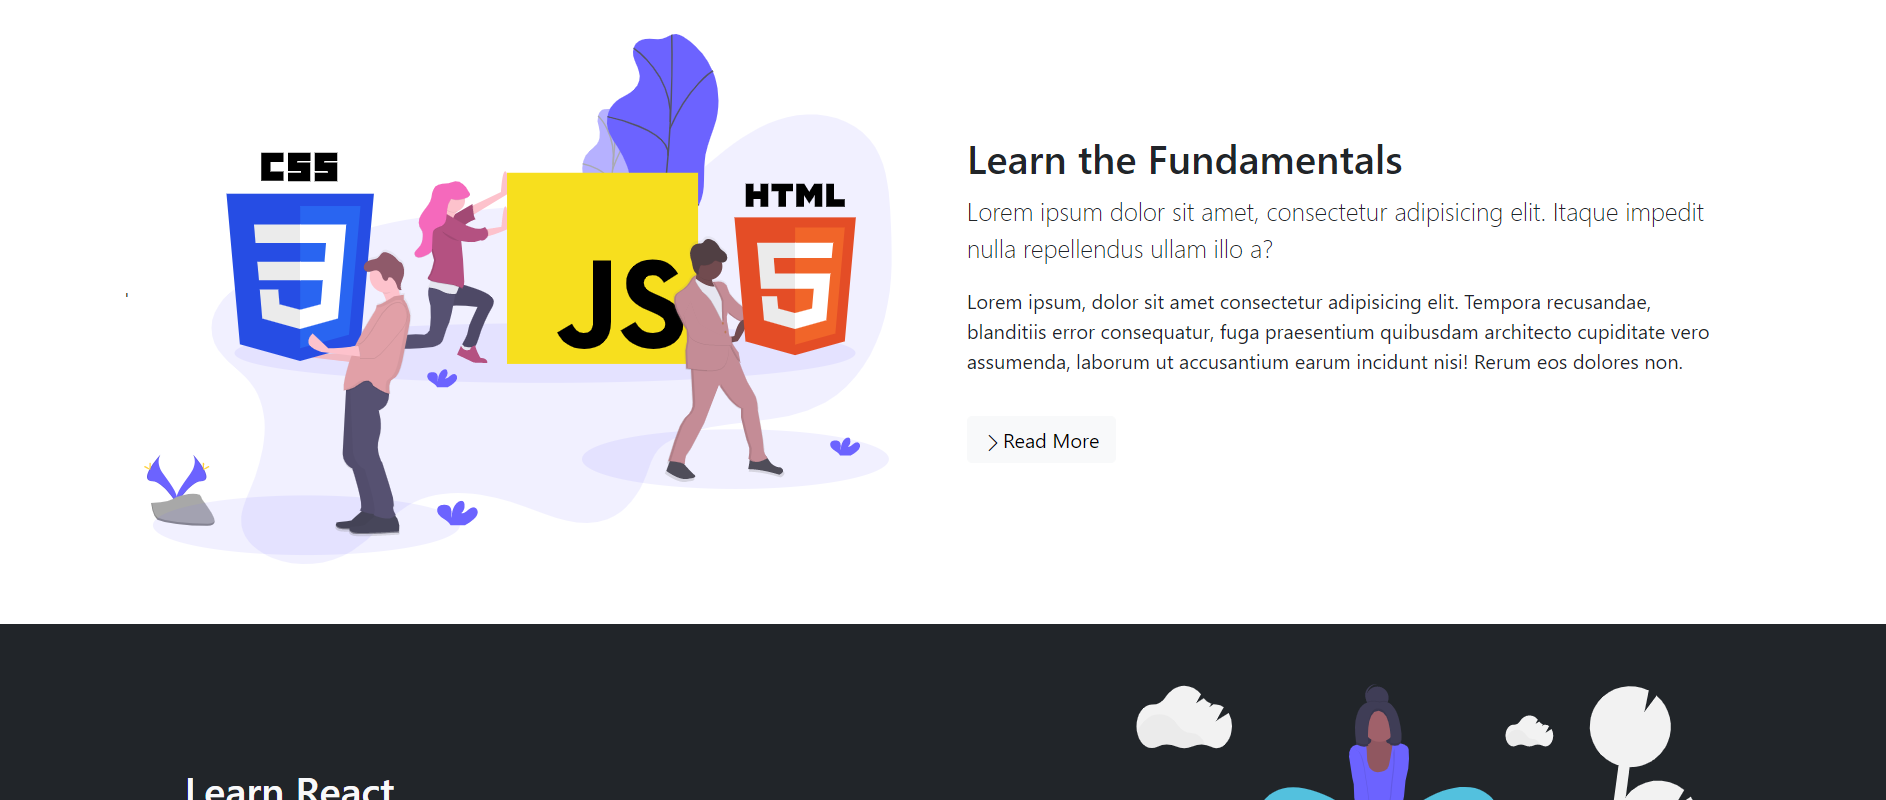 CSS
HTML
JS
Learn the Fundamentals
Lorem ipsum dolor sit amet, consectetur adipisicing elit. Itaque impedit
nulla repellendus ullam illo a?
Lorem ipsum, dolor sit amet consectetur adipisicing elit. Tempora recusandae,
blanditiis error consequatur, fuga praesentium quibusdam architecto cupiditate vero
assumenda, laborum ut accusantium earum incidunt nisi! Rerum eos dolores non.
Read More
Learn React